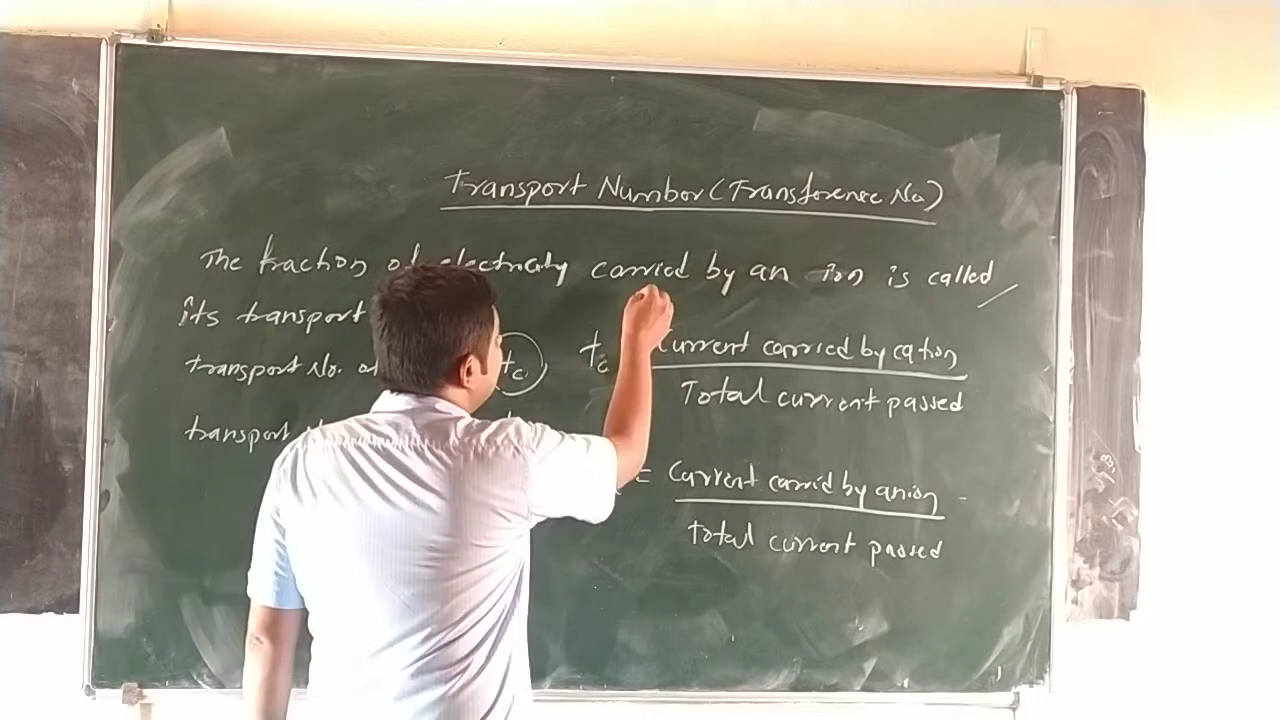 Transport Number (Transference No)
The fraction of electricity carried by an ion is called
its transport
transport No. of tc
tc Current carried by cation
Total current passed
transport
= Current carried by anion
total current passed